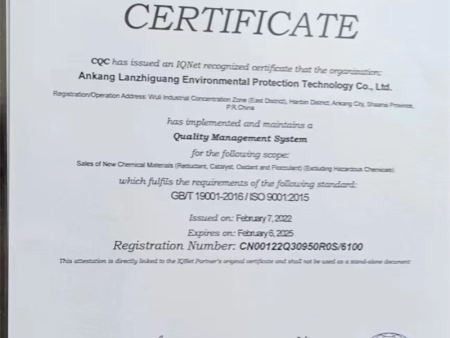 CERTIFICATE
CQC has issued an IQNet recognized certificate that the organization:
Ankang Lanzhiguang Environmental Protection Technology Co., Ltd.
Registration/Operation Address: Wuli Industrial Concentration Zone (East District), Hanbin District, Ankang City, Shaanxi Province,
P.R.China
has implemented and maintains a
Quality Management System
for the following scope:
Sales of New Chemical Materials (Reductant, Catalyst, Oxidant and Flocculant) (Excluding Hazardous Chemicals)
which fulfils the requirements of the following standard:
GB/T 19001-2016 / ISO 9001:2015
Issued on: February 7, 2022
Expires on: February 6, 2025
Registration Number: CN00122Q30950R0S/6100
This attestation is directly linked to the IQNet Partner's original certificate and shall not be used as a stand-alone document